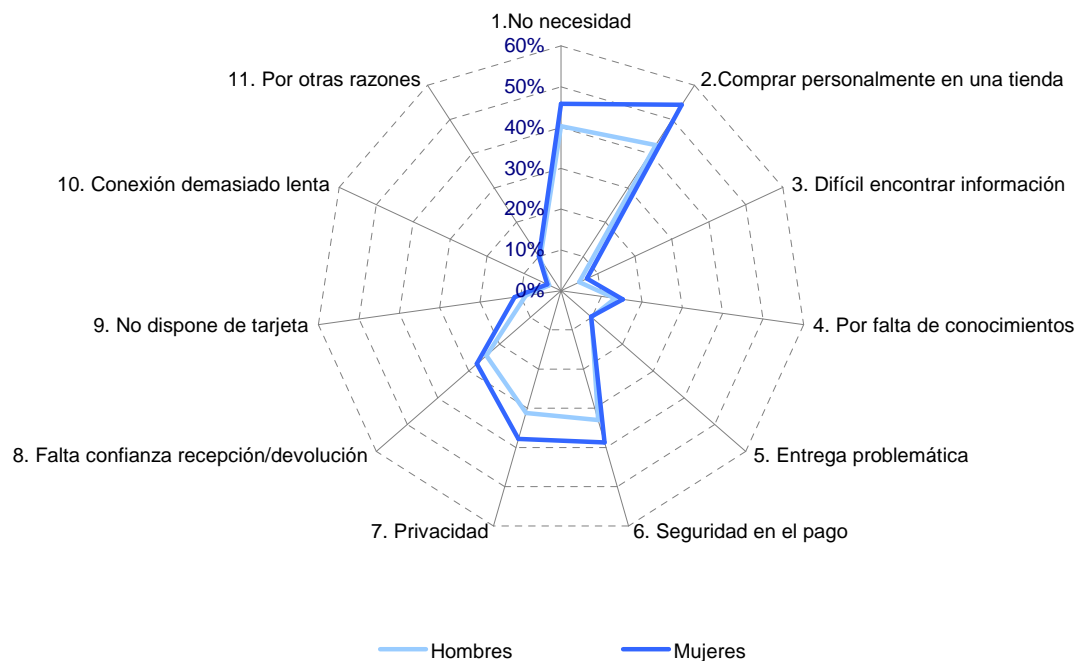 1.No necesidad
60%
11. Por otras razones
2.Comprar personalmente en una tienda
50%
40%
10. Conexión demasiado lenta
3. Difícil encontrar información
30%
20%
10%
0%
9. No dispone de tarjeta
4. Por falta de conocimientos
8. Falta confianza recepción/devolución
5. Entrega problemática
7. Privacidad
6. Seguridad en el pago
Hombres
Mujeres